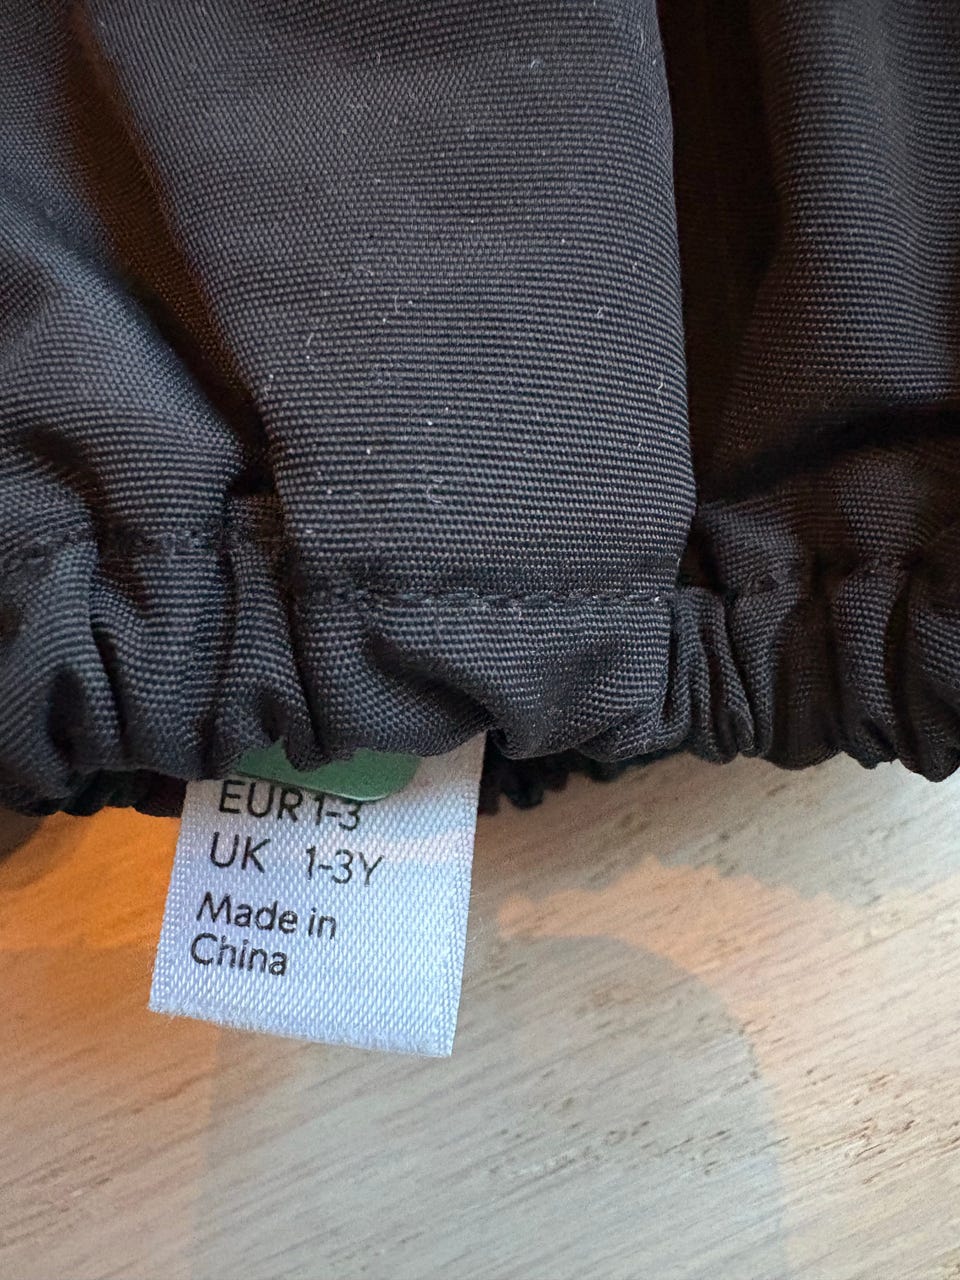 EUR 1-3
UK 1-3Y
Made in
China